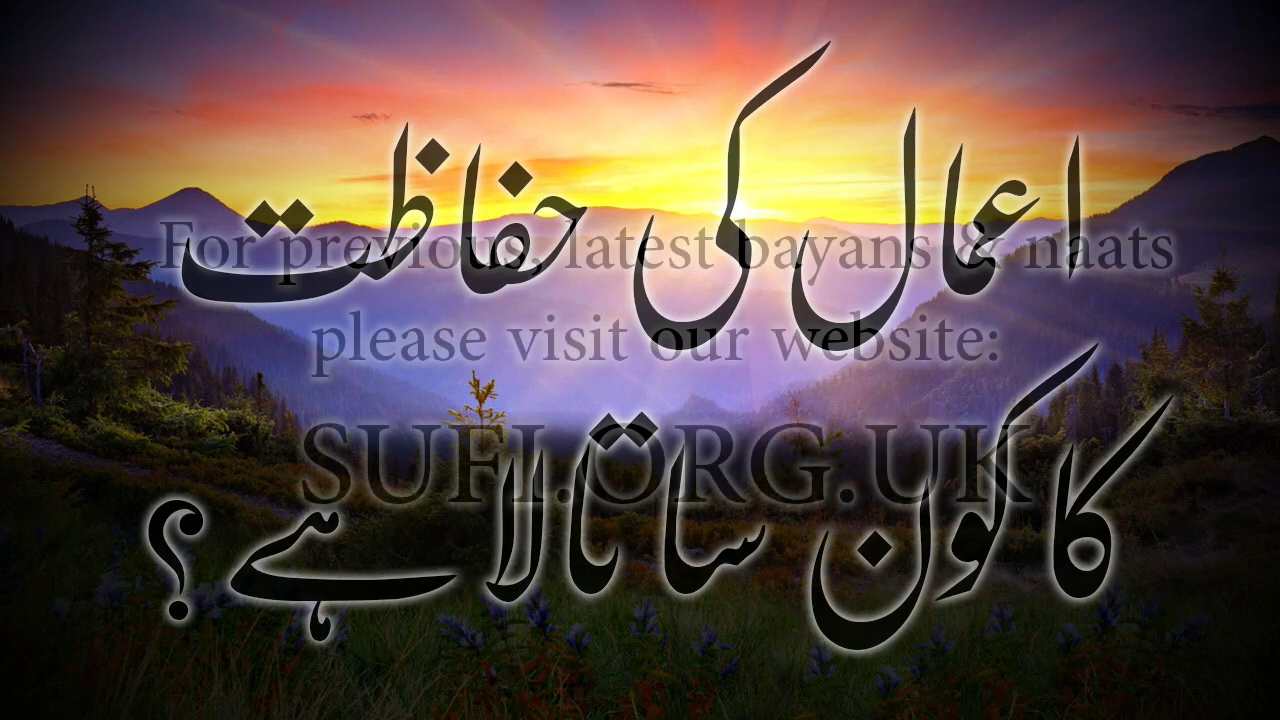 اعمال کی حفاظت
For previous, latest bayans & naats
please visit our website:
SUFI.ORG.UK
کا کون سا تالا ہے؟